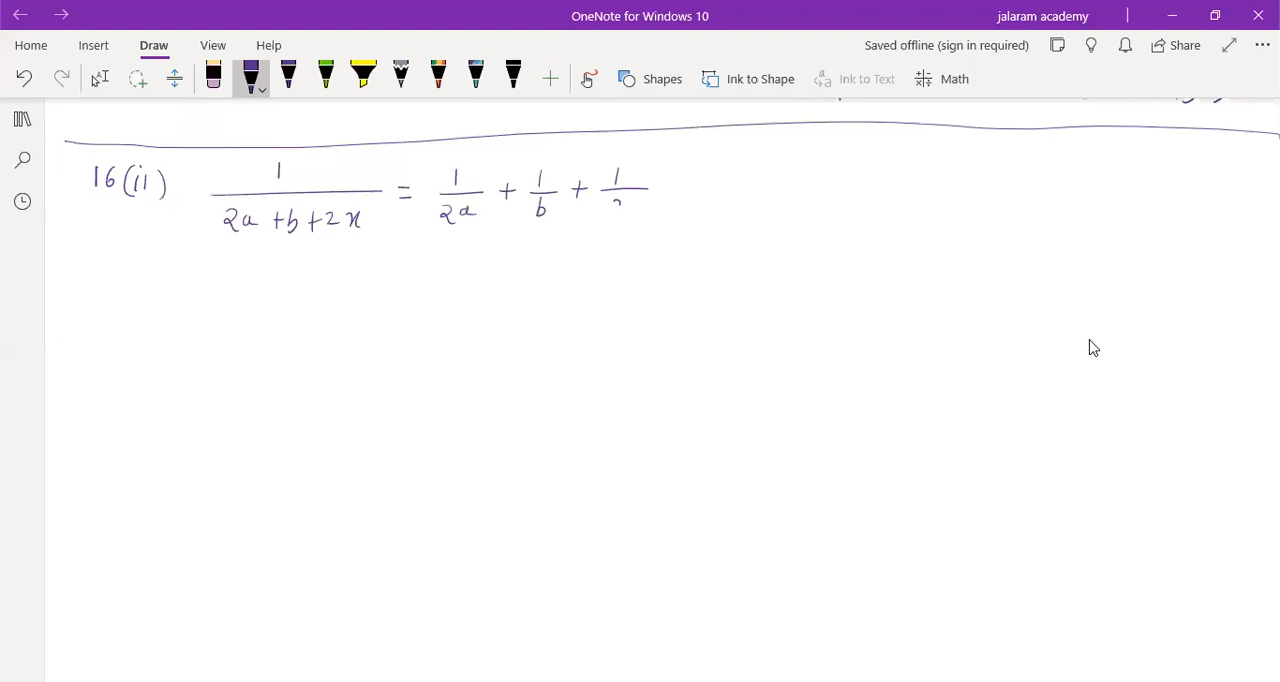 OneNote for Windows 10
jalaram academy
Home Insert Draw View Help
Saved offline (sign in required) Share
Shapes Ink to Shape Ink to Text Math
16(ii) 1/(2a+b+2x) = 1/2a + 1/b + 1/